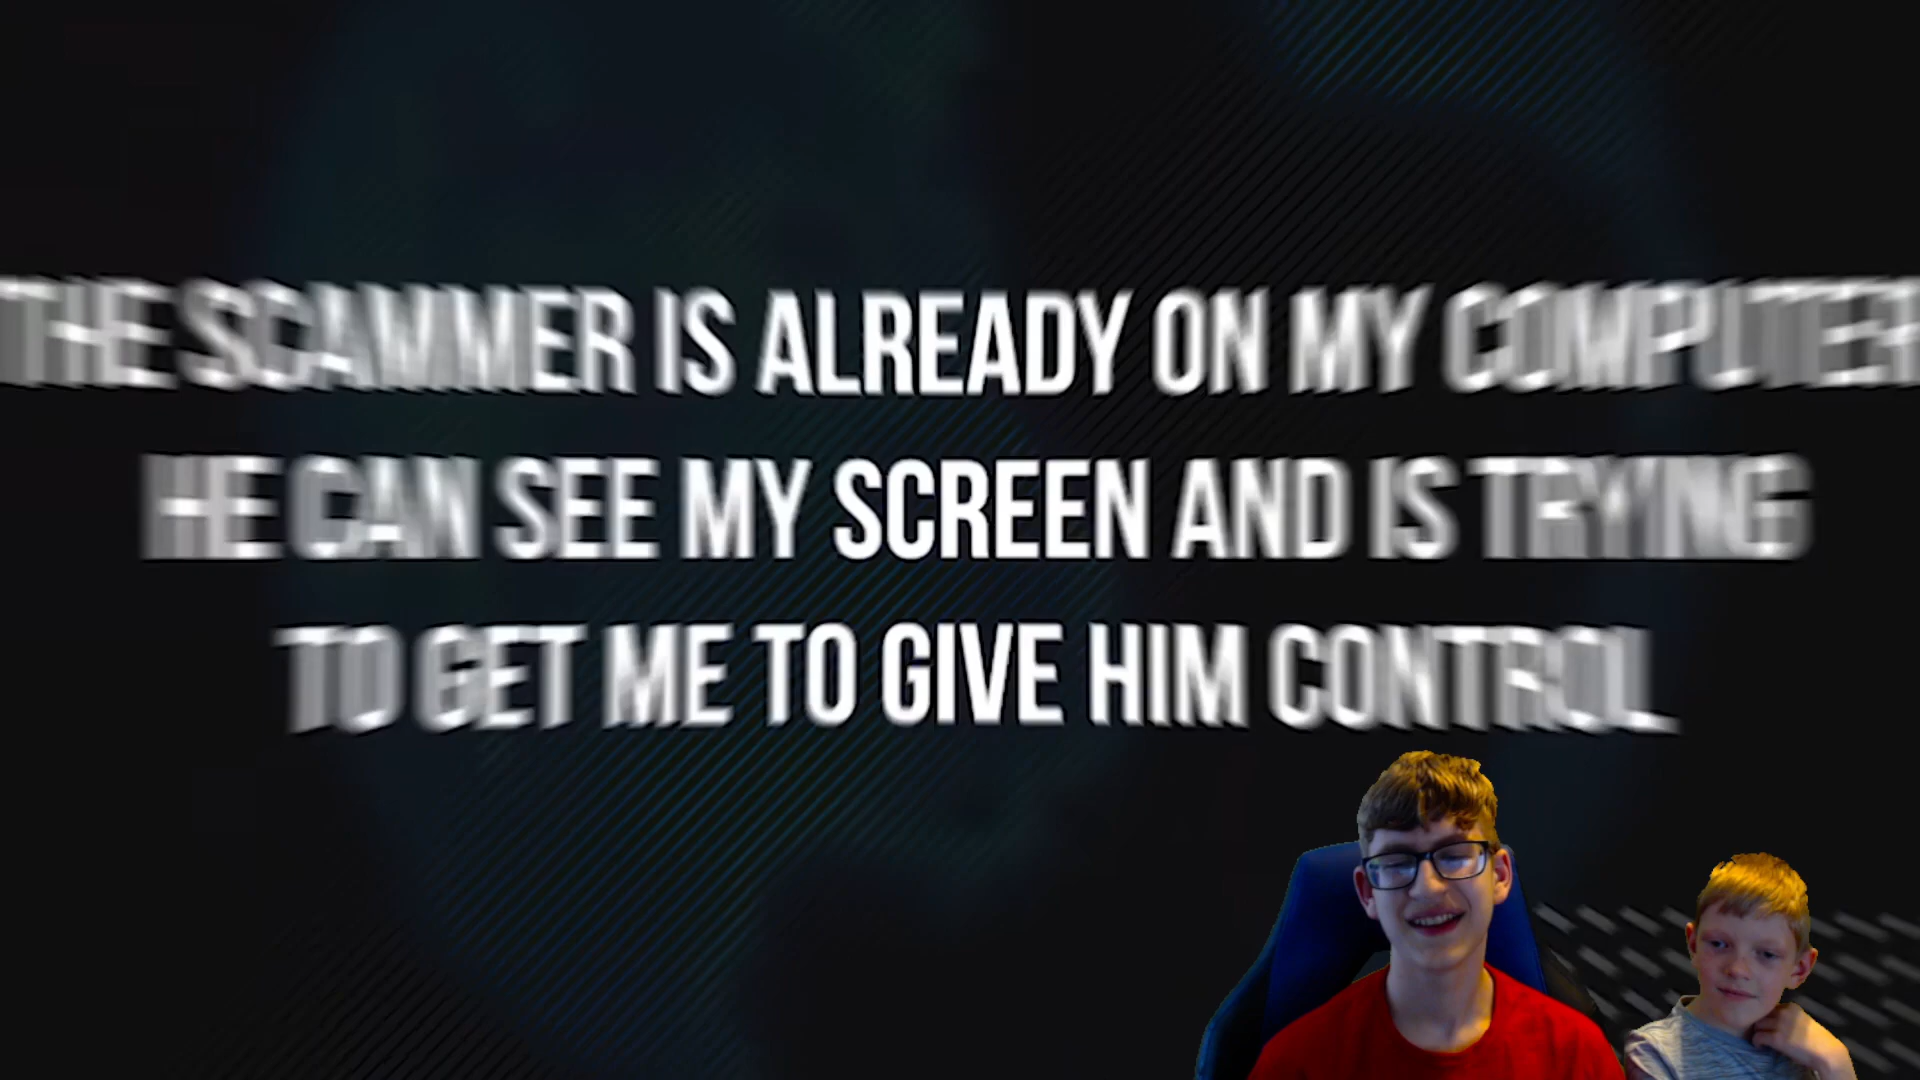 THE SCAMMER IS ALREADY ON MY COMPUTER
HE CAN SEE MY SCREEN AND IS TRYING
TO GET ME TO GIVE HIM CONTROL.